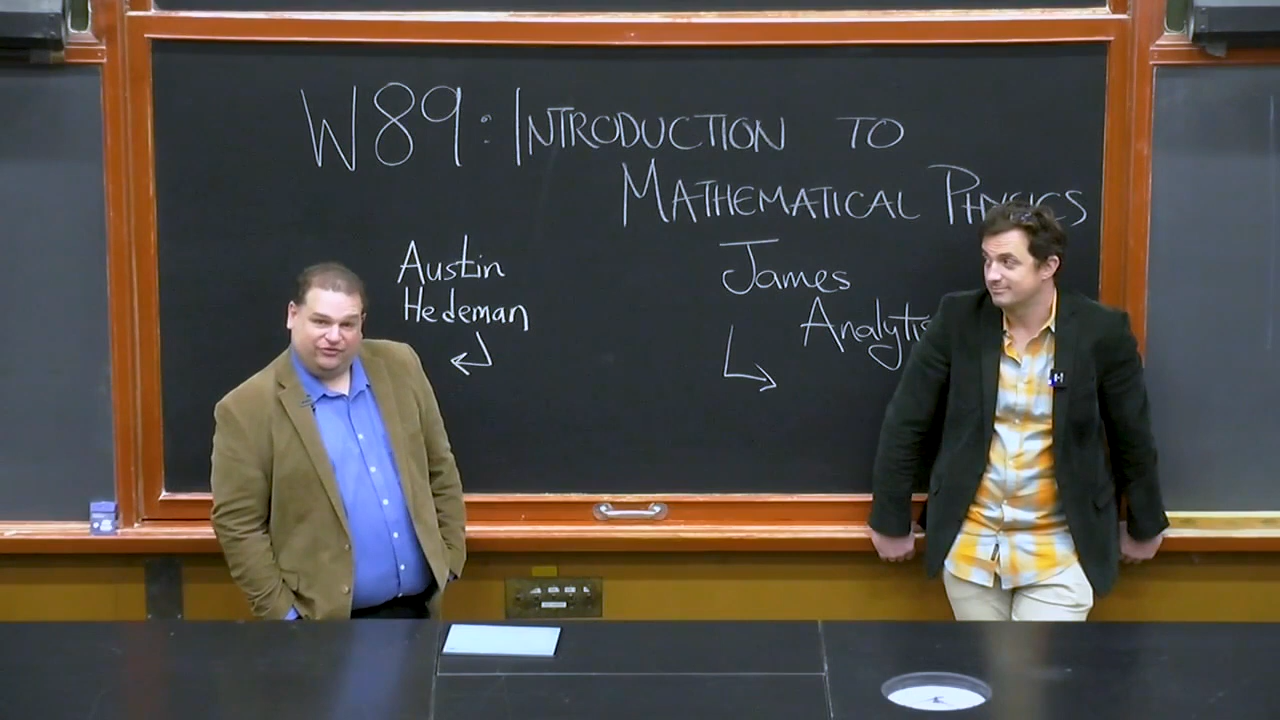 W89: INTRODUCTION TO
MATHEMATICAL PHYSICS
Austin
Hedeman
James
Analytis